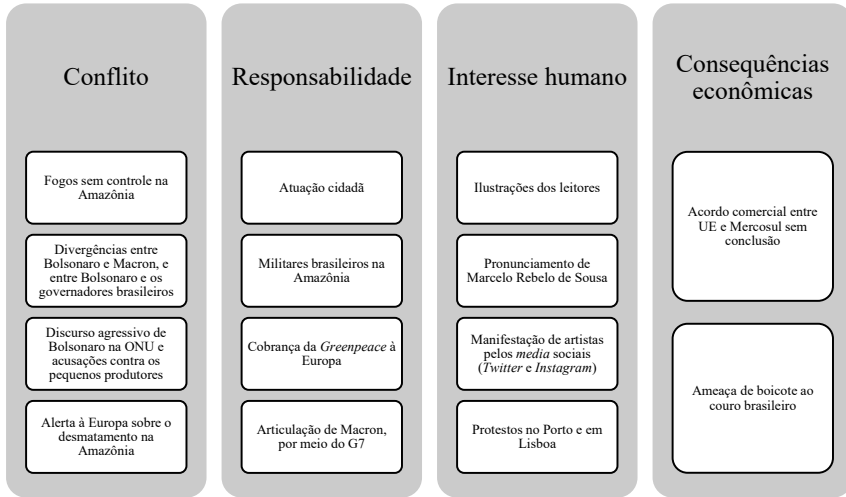 Conflito
Fogos sem controle na
Amazônia
Divergências entre
Bolsonaro e Macron, e
entre Bolsonaro e os
governadores brasileiros
Discurso agressivo de
Bolsonaro na ONU e
acusações contra os
pequenos produtores
Alerta à Europa sobre o
desmatamento na
Amazônia
Responsabilidade
Atuação cidadã
Militares brasileiros na
Amazônia
Cobrança da Greenpeace à
Europa
Articulação de Macron,
por meio do G7
Interesse humano
Ilustrações dos leitores
Pronunciamento de
Marcelo Rebelo de Sousa
Manifestação de artistas
pelos media sociais
(Twitter e Instagram)
Protestos no Porto e em
Lisboa
Consequências
econômicas
Acordo comercial entre
UE e Mercosul sem
conclusão
Ameaça de boicote ao
couro brasileiro